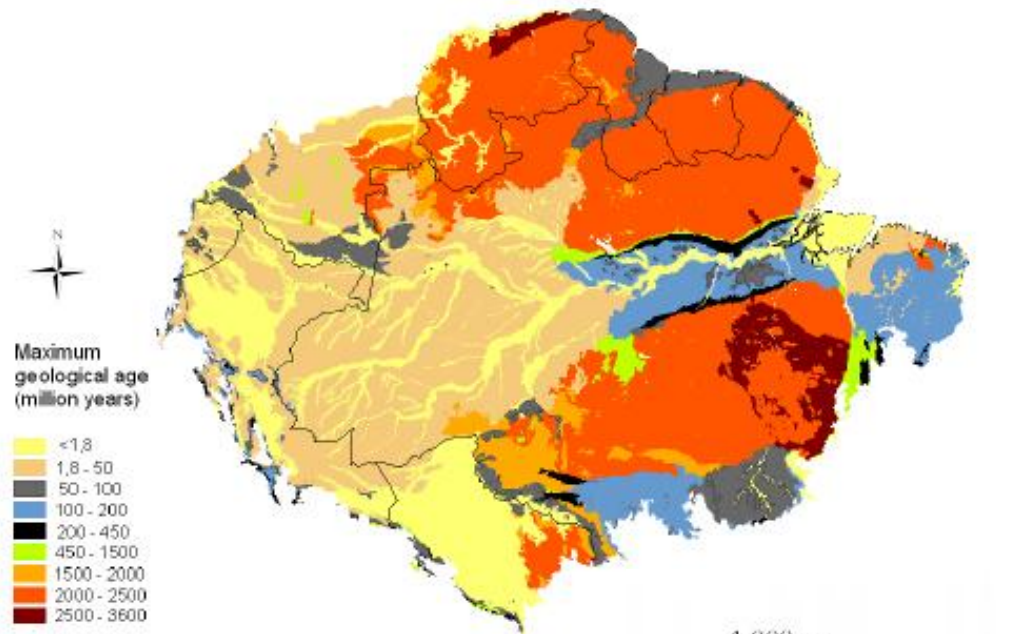 N
Maximum
geological age
(million years)
<1,8
1,8 - 50
50 - 100
100 - 200
200 - 450
450 - 1500
1500 - 2000
2000 - 2500
2500 - 3600